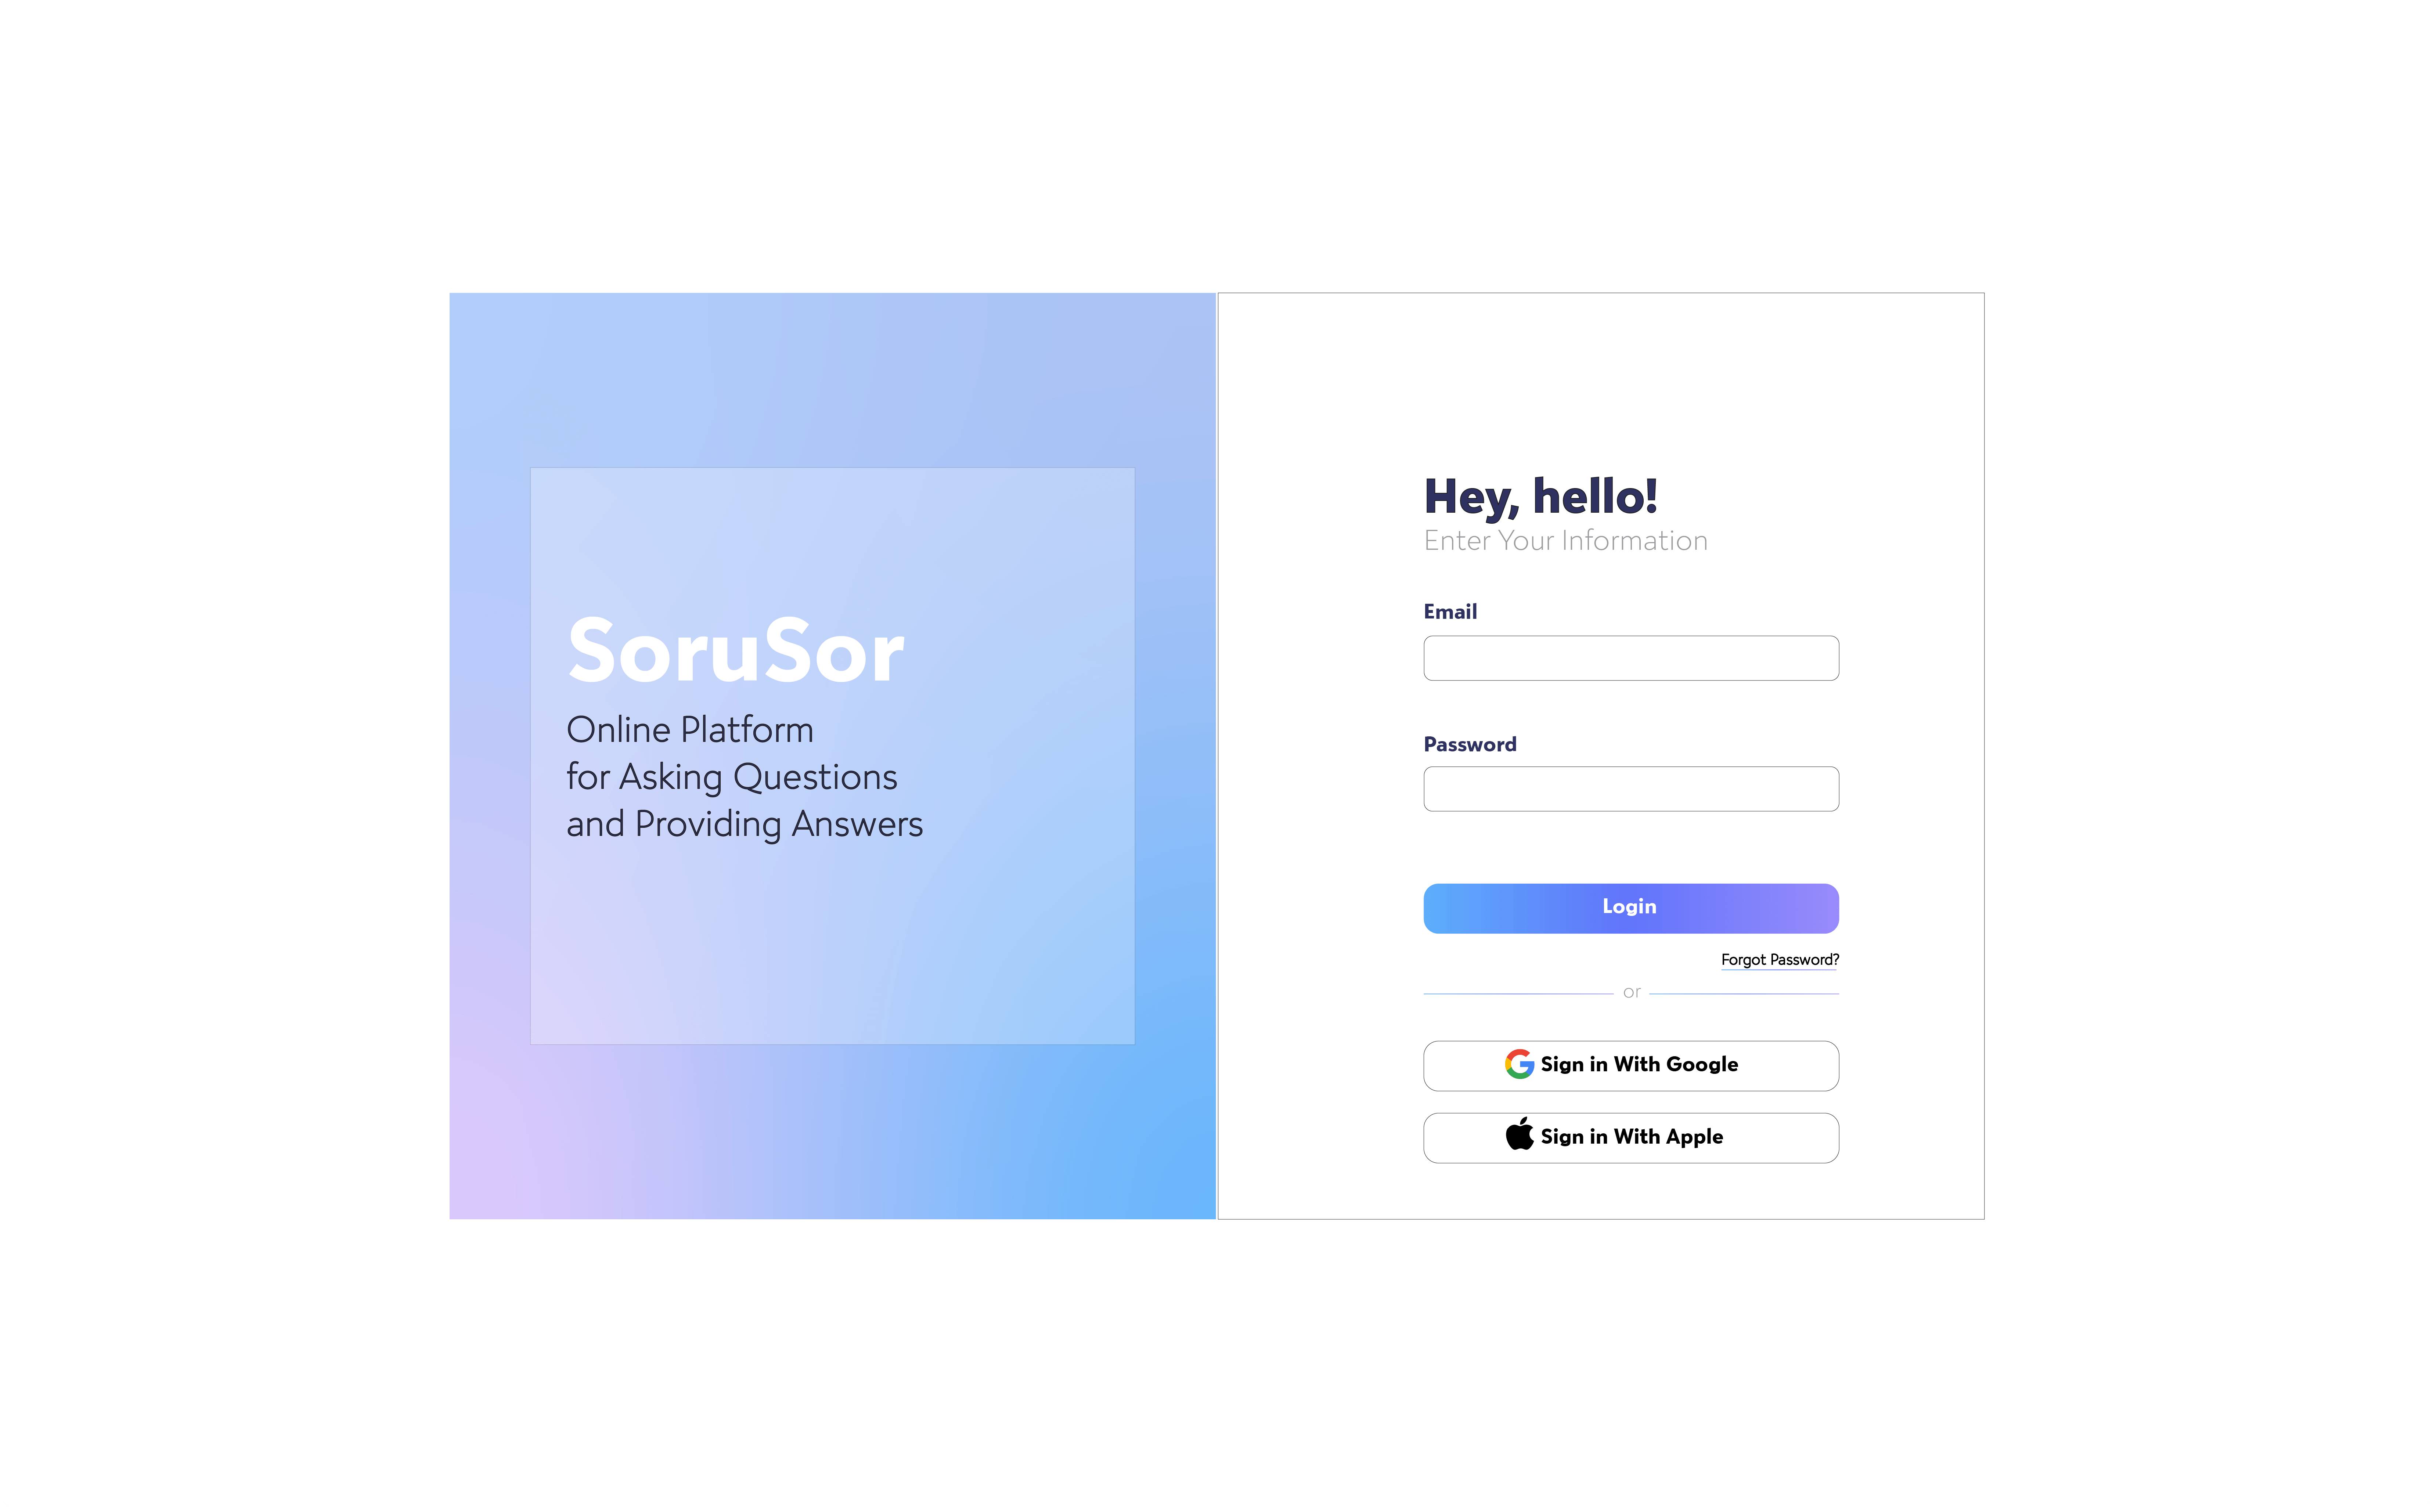 SoruSor
Online Platform
for Asking Questions
and Providing Answers
Hey, hello!
Enter Your Information
Email
Password
Login
Forgot Password?
or
Sign in With Google
Sign in With Apple